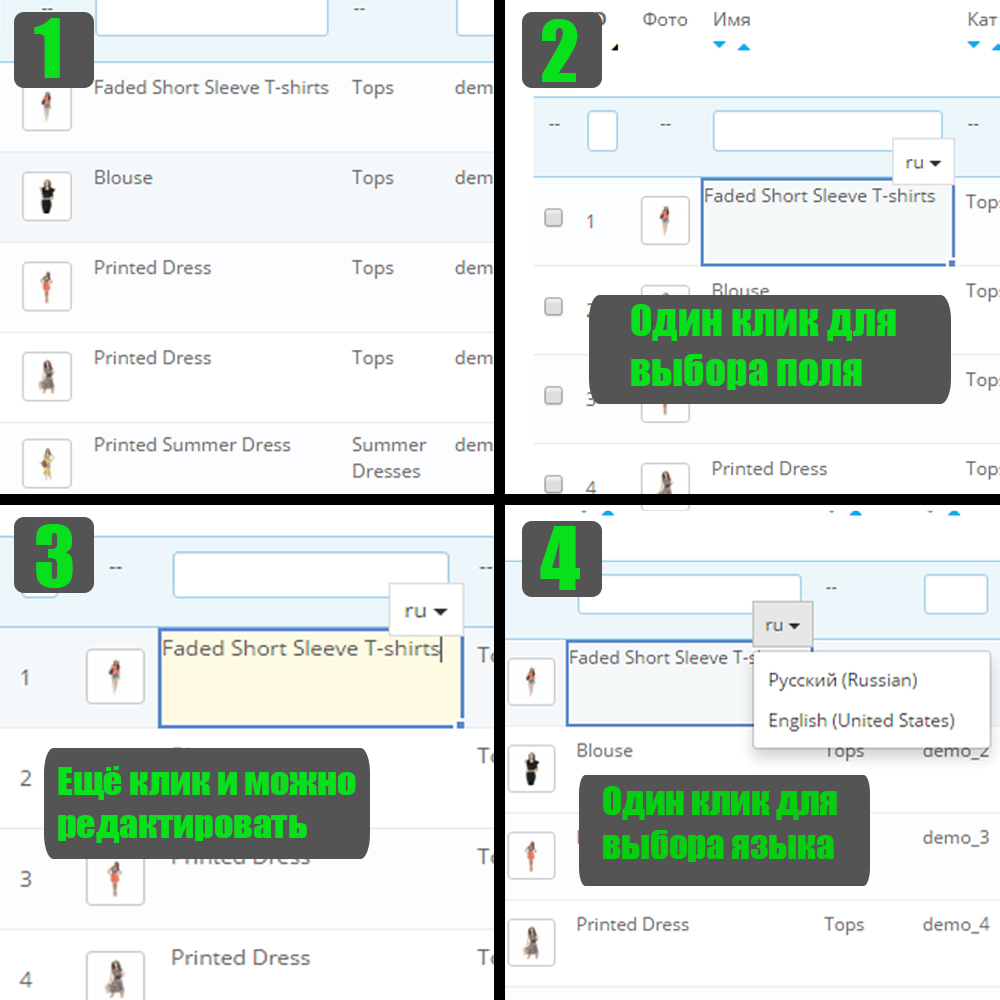 1
--
--
Faded Short Sleeve T-shirts Tops dem
Blouse Tops dem
Printed Dress Tops dem
Printed Dress Tops dem
Printed Summer Dress Summer dem
Dresses
2
Фото Имя Кат
-- -- --
ru
1 Faded Short Sleeve T-shirts Tops
Blouse Tops
Один клик для
выбора поля
3 Tops
4 Printed Dress Tops
3
-- --
ru
1 Faded Short Sleeve T-shirts To
2 To
Ещё клик и можно
редактировать
3 Printed Dress To
4 Printed Dress To
4
--
ru
Faded Short Sleeve T-s
Русский (Russian)
English (United States)
Blouse Tops demo_2
Один клик для
выбора языка
demo_3
Printed Dress Tops demo_4